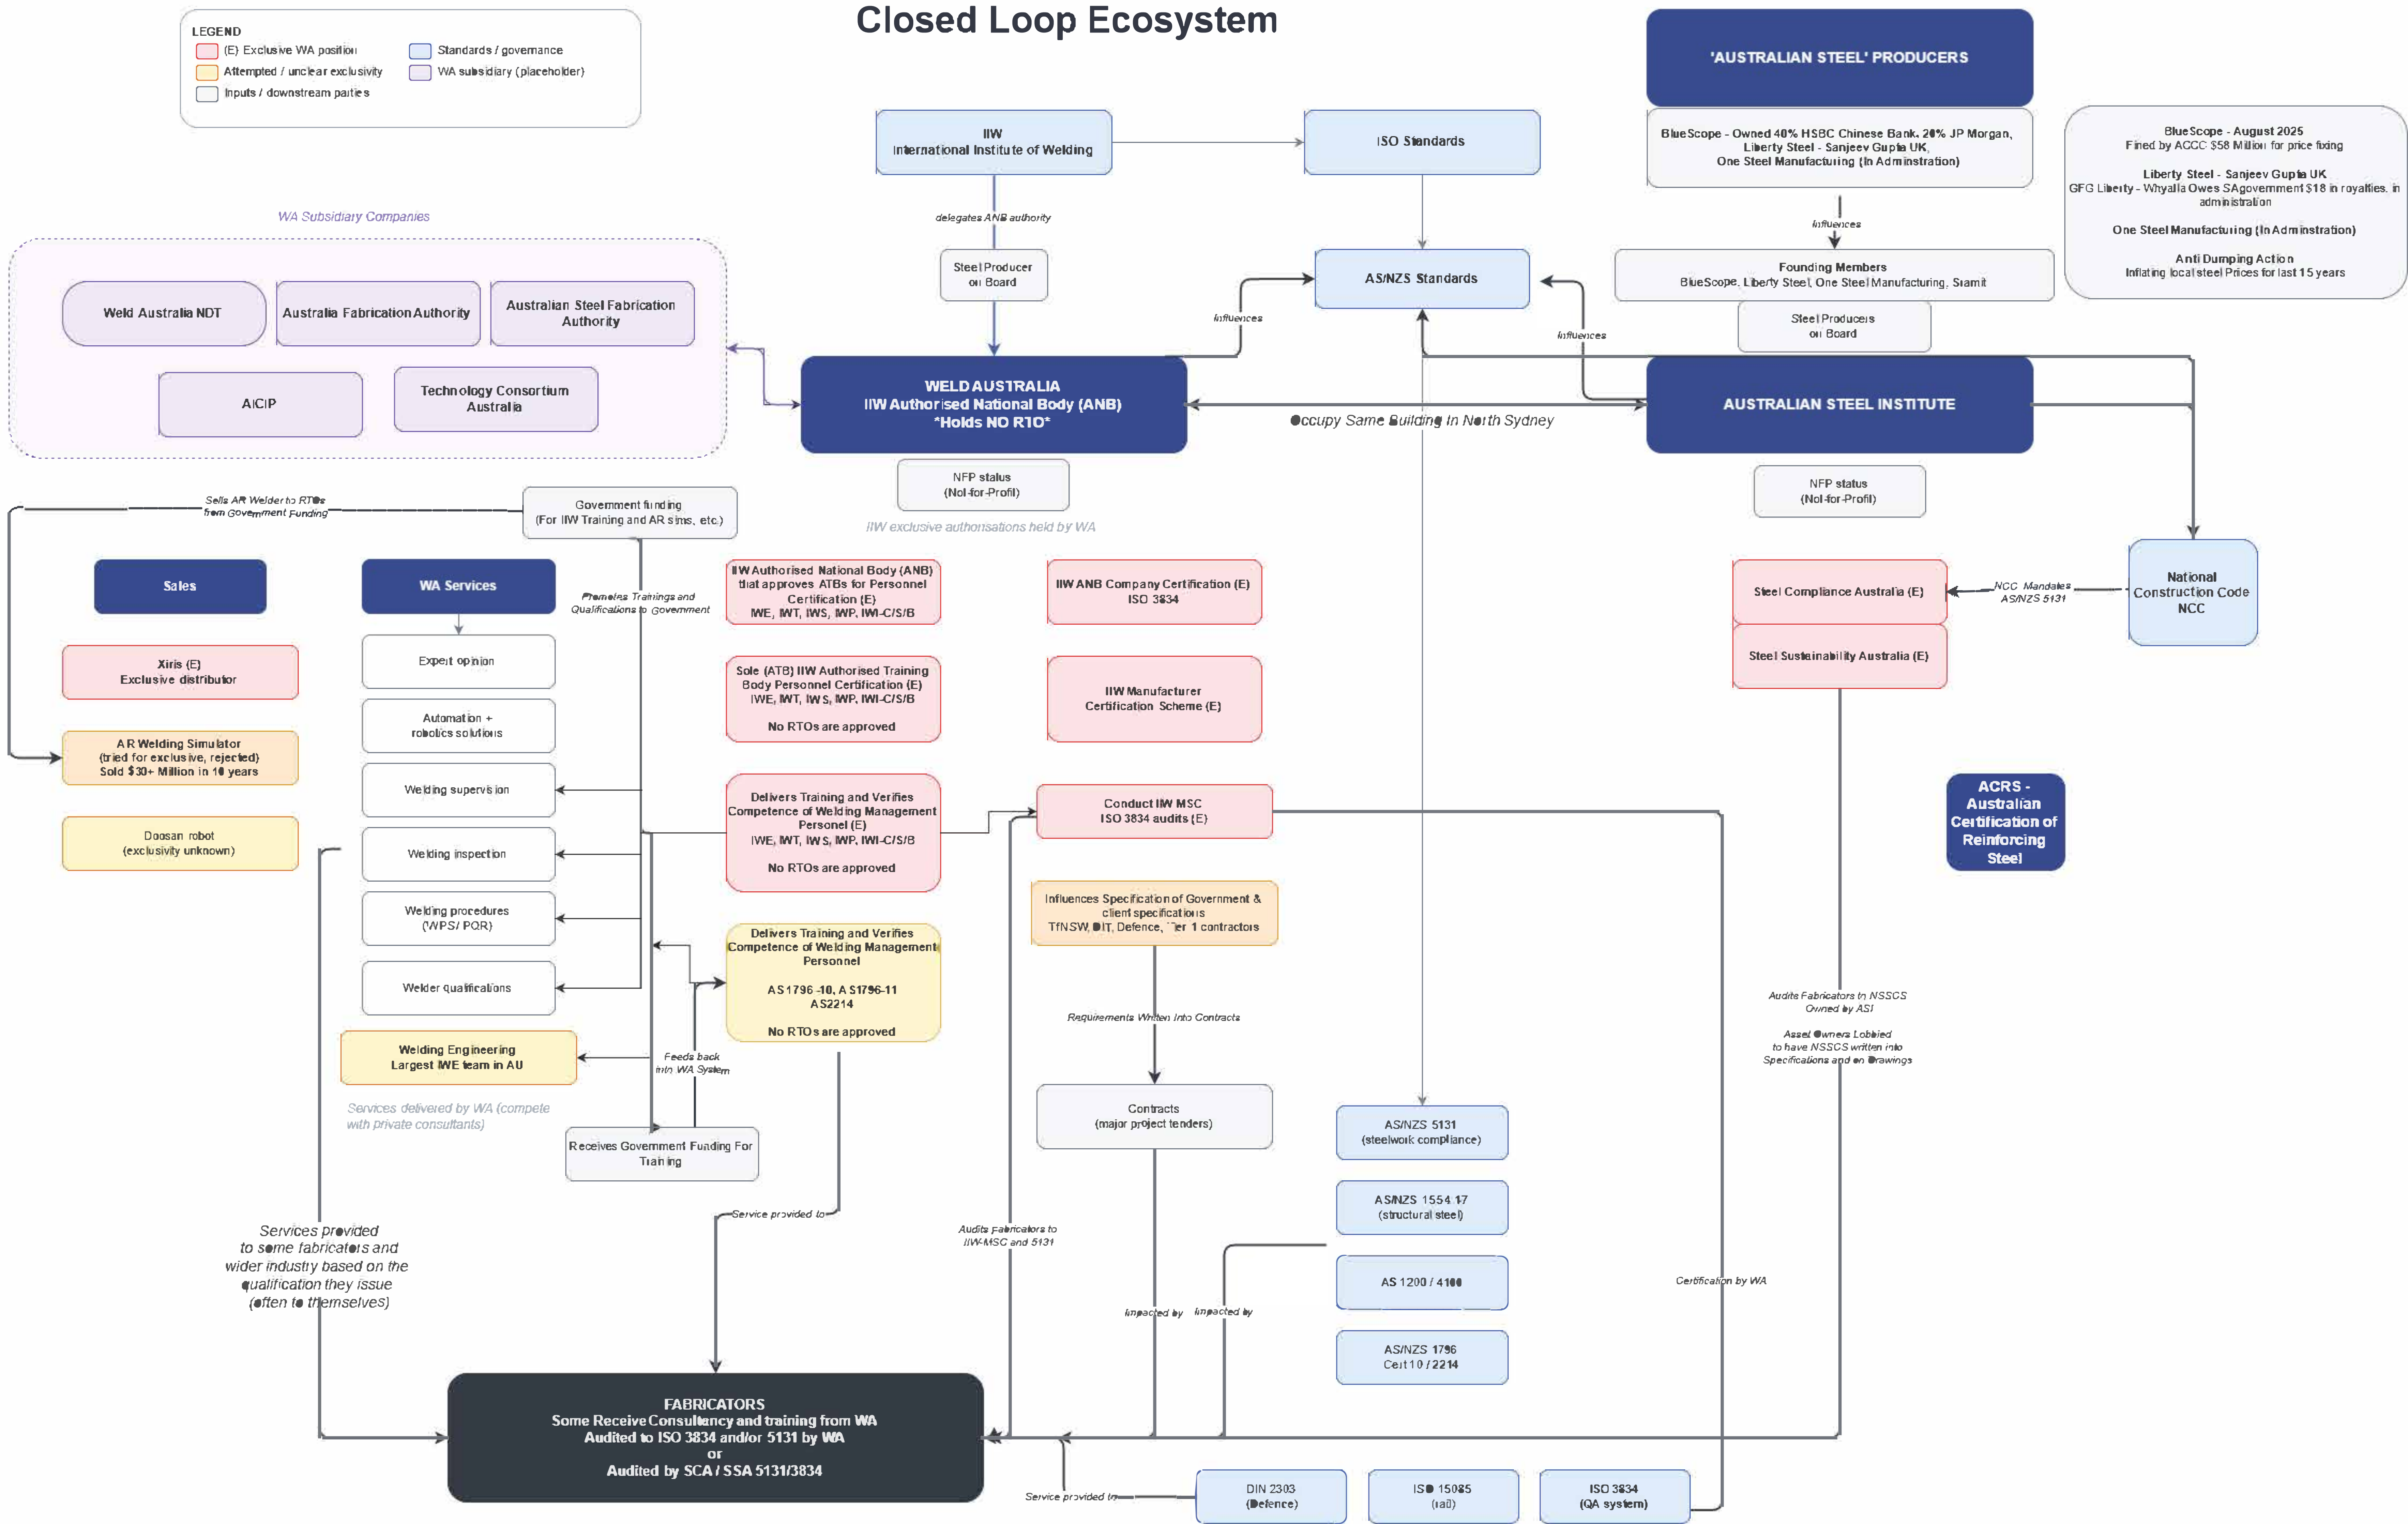 Closed Loop Ecosystem
LEGEND
(E) Exclusive WA position
Standards / governance
Attempted / unclear exclusivity
WA subsidiary (placeholder)
Inputs / downstream parties
'AUSTRALIAN STEEL' PRODUCERS
BlueScope - Owned 40% HSBC Chinese Bank, 20% JP Morgan,
Liberty Steel - Sanjeev Gupta UK,
One Steel Manufacturing (In Adminstration)
BlueScope - August 2025
Fined by ACCC $58 Million for price fixing
Liberty Steel - Sanjeev Gupta UK
GFG Liberty - Whyalla Owes SA government $18 in royalties, in
administration
One Steel Manufacturing (In Adminstration)
Anti Dumping Action
Inflating local steel Prices for last 15 years
IIW
International Institute of Welding
ISO Standards
delegates ANB authority
Influences
Steel Producer
on Board
AS/NZS Standards
Founding Members
BlueScope, Liberty Steel, One Steel Manufacturing, Sramit
Steel Producers
on Board
Influences
Influences
WA Subsidiary Companies
Weld Australia NDT
Australia Fabrication Authority
Australian Steel Fabrication
Authority
AICIP
Technology Consortium
Australia
WELD AUSTRALIA
IIW Authorised National Body (ANB)
*Holds NO RTO*
Occupy Same Building In North Sydney
AUSTRALIAN STEEL INSTITUTE
NFP status
(Not-for-Profit)
NFP status
(Not-for-Profit)
IIW exclusive authorisations held by WA
Sells AR Welder to RTOs
from Government Funding
Government funding
(For IIW Training and AR sims, etc.)
Sales
WA Services
Promotes Trainings and
Qualifications to Government
IIW Authorised National Body (ANB)
that approves ATBs for Personnel
Certification (E)
IWE, IWT, IWS, IWP, IWI-C/S/B
IIW ANB Company Certification (E)
ISO 3834
Steel Compliance Australia (E)
NCC Mandates
AS/NZS 5131
National
Construction Code
NCC
Steel Sustainability Australia (E)
Xiris (E)
Exclusive distributor
Expert opinion
Sole (ATB) IIW Authorised Training
Body Personnel Certification (E)
IWE, IWT, IWS, IWP, IWI-C/S/B
No RTOs are approved
IIW Manufacturer
Certification Scheme (E)
Automation +
robotics solutions
AR Welding Simulator
(tried for exclusive, rejected)
Sold $30+ Million in 10 years
Welding supervision
Delivers Training and Verifies
Competence of Welding Management
Personel (E)
IWE, IWT, IWS, IWP, IWI-C/S/B
No RTOs are approved
Conduct IIW MSC
ISO 3834 audits (E)
ACRS -
Australian
Certification of
Reinforcing
Steel
Doosan robot
(exclusivity unknown)
Welding inspection
Welding procedures
(WPS/ PQR)
Influences Specification of Government &
client specifications
TfNSW, DIT, Defence, Tier 1 contractors
Delivers Training and Verifies
Competence of Welding Management
Personnel
AS 1796 -10, AS1796-11
AS2214
No RTOs are approved
Welder qualifications
Welding Engineering
Largest IWE team in AU
Feeds back
into WA System
Requirements Written Into Contracts
Audits Fabricators to NSSCS
Owned by ASI
Asset Owners Lobbied
to have NSSCS written into
Specifications and on Drawings
Services delivered by WA (compete
with private consultants)
Receives Government Funding For
Training
Contracts
(major project tenders)
AS/NZS 5131
(steelwork compliance)
AS/NZS 1554.1-7
(structural steel)
AS 1200 / 4100
AS/NZS 1796
Cert 10 / 2214
Service provided to
Services provided
to some fabricators and
wider industry based on the
qualification they issue
(often to themselves)
Audits Fabricators to
IIW-MSC and 5131
Impacted by
Impacted by
Certification by WA
FABRICATORS
Some Receive Consultancy and training from WA
Audited to ISO 3834 and/or 5131 by WA
or
Audited by SCA / SSA 5131/3834
Service provided to
DIN 2303
(Defence)
ISO 15085
(rail)
ISO 3834
(QA system)